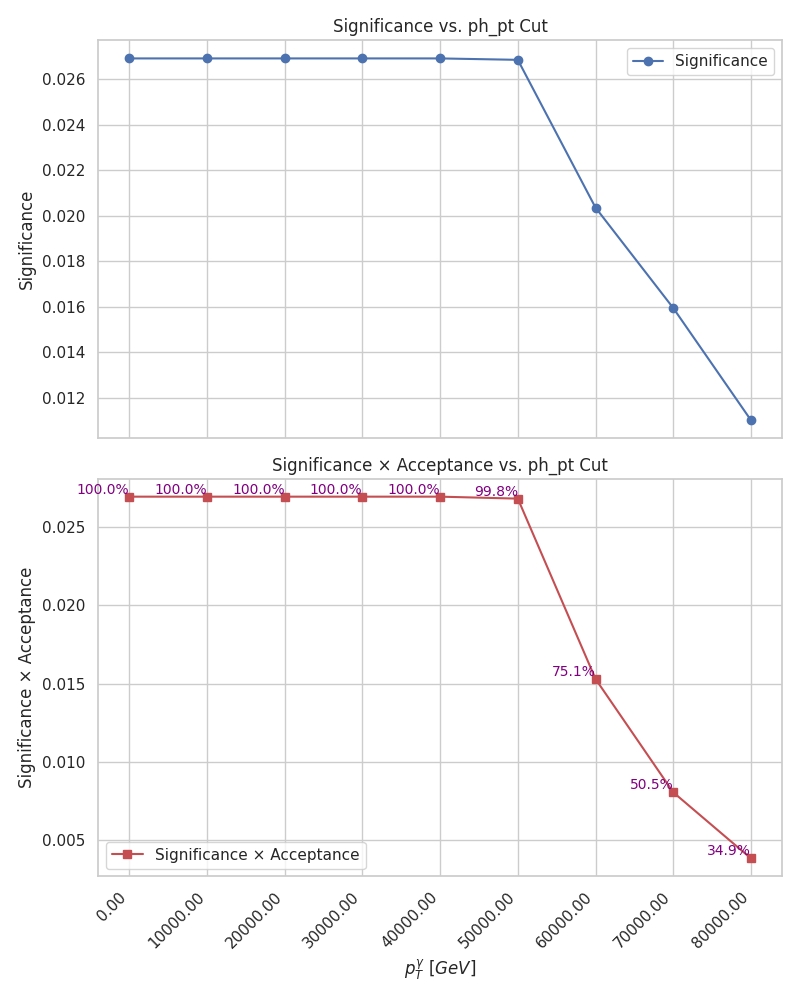 Significance vs. ph_pt Cut
Significance
0.026
0.024
0.022
0.020
0.018
0.016
0.014
0.012
Significance
Significance × Acceptance vs. ph_pt Cut
100.0% 100.0% 100.0% 100.0% 100.0% 99.8%
75.1%
50.5%
34.9%
0.025
0.020
0.015
0.010
0.005
Significance × Acceptance
Significance × Acceptance
0.00 10000.00 20000.00 30000.00 40000.00 50000.00 60000.00 70000.00 80000.00
$p_T^γ$ [GeV]